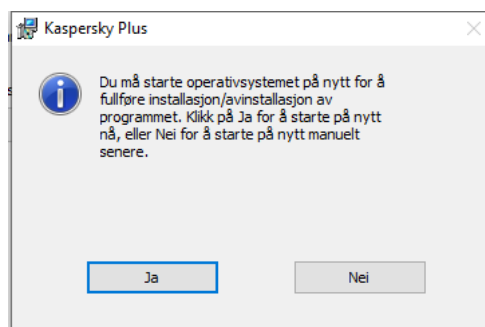 Kaspersky Plus
Du må starte operativsystemet på nytt for å
fullføre installasjon/avinstallasjon av
programmet. Klikk på Ja for å starte på nytt
nå, eller Nei for å starte på nytt manuelt
senere.
Ja
Nei